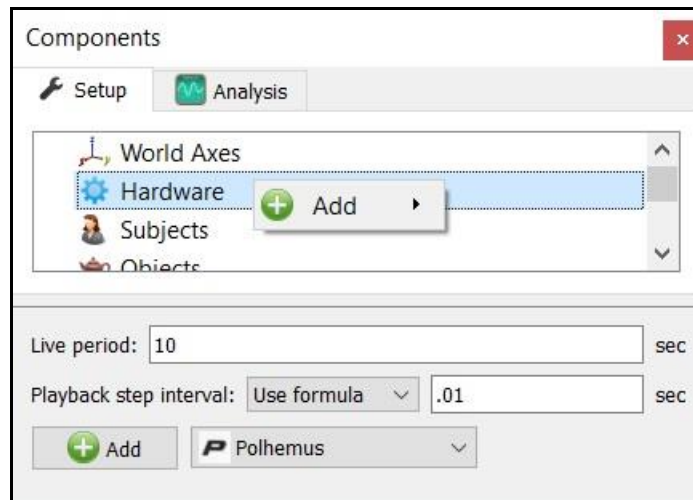 Components
Setup Analysis
World Axes
Hardware
Add
Subjects
Objects
Live period: 10 sec
Playback step interval: Use formula .01 sec
Add Polhemus